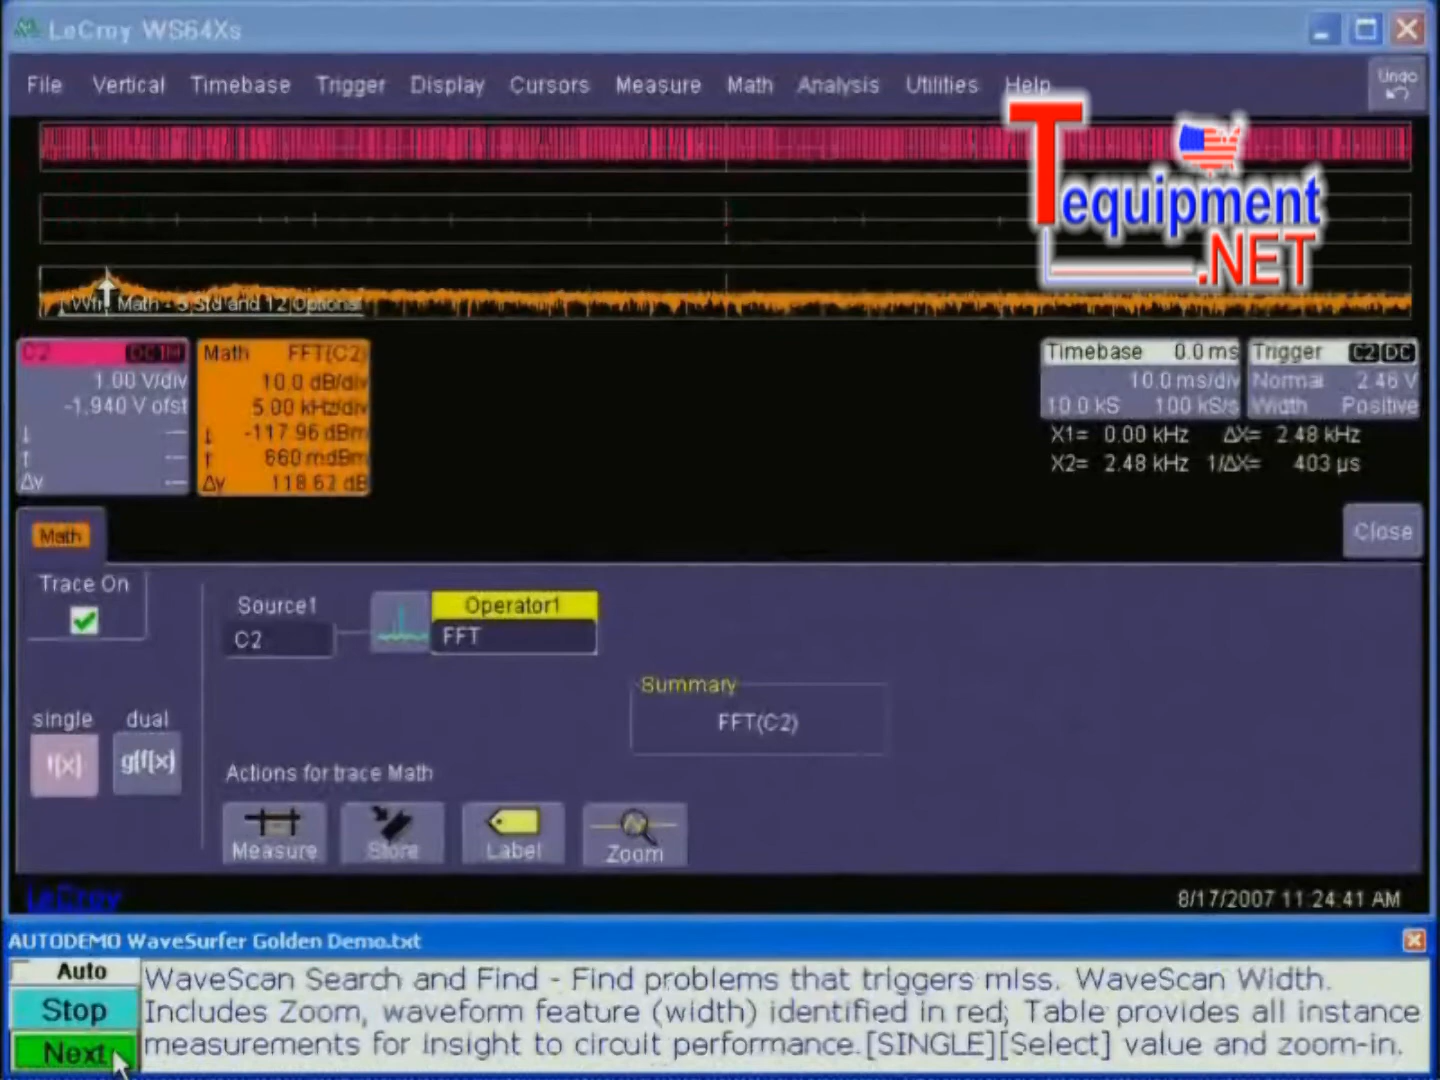 LeCroy WS64Xs
File Vertical Timebase Trigger Display Cursors Measure Math Analysis Utilities Help Undo
Tequipment
.NET
Wfm Math - 5 Std and 12 Optional
C2 DC1M
1.00 V/div
-1.940 V ofst
↓ ---
↑ ---
Δy ---
Math FFT(C2)
10.0 dB/div
5.00 kHz/div
↓ -117.96 dBm
↑ 660 mdBm
Δy 118.62 dB
Timebase 0.0 ms
10.0 ms/div
10.0 kS 100 kS/s
Trigger C2 DC
Normal 2.46 V
Width Positive
X1= 0.00 kHz ΔX= 2.48 kHz
X2= 2.48 kHz 1/ΔX= 403 µs
Math
Close
Trace On
Source1
C2
Operator1
FFT
Summary
FFT(C2)
single dual
f(x) g(f(x)
Actions for trace Math
Measure Store Label Zoom
LeCroy
8/17/2007 11:24:41 AM
AUTODEMO WaveSurfer Golden Demo.txt
Auto
Stop
Next
WaveScan Search and Find - Find problems that triggers miss. WaveScan Width.
Includes Zoom, waveform feature (width) identified in red; Table provides all instance
measurements for insight to circuit performance.[SINGLE][Select] value and zoom-in.